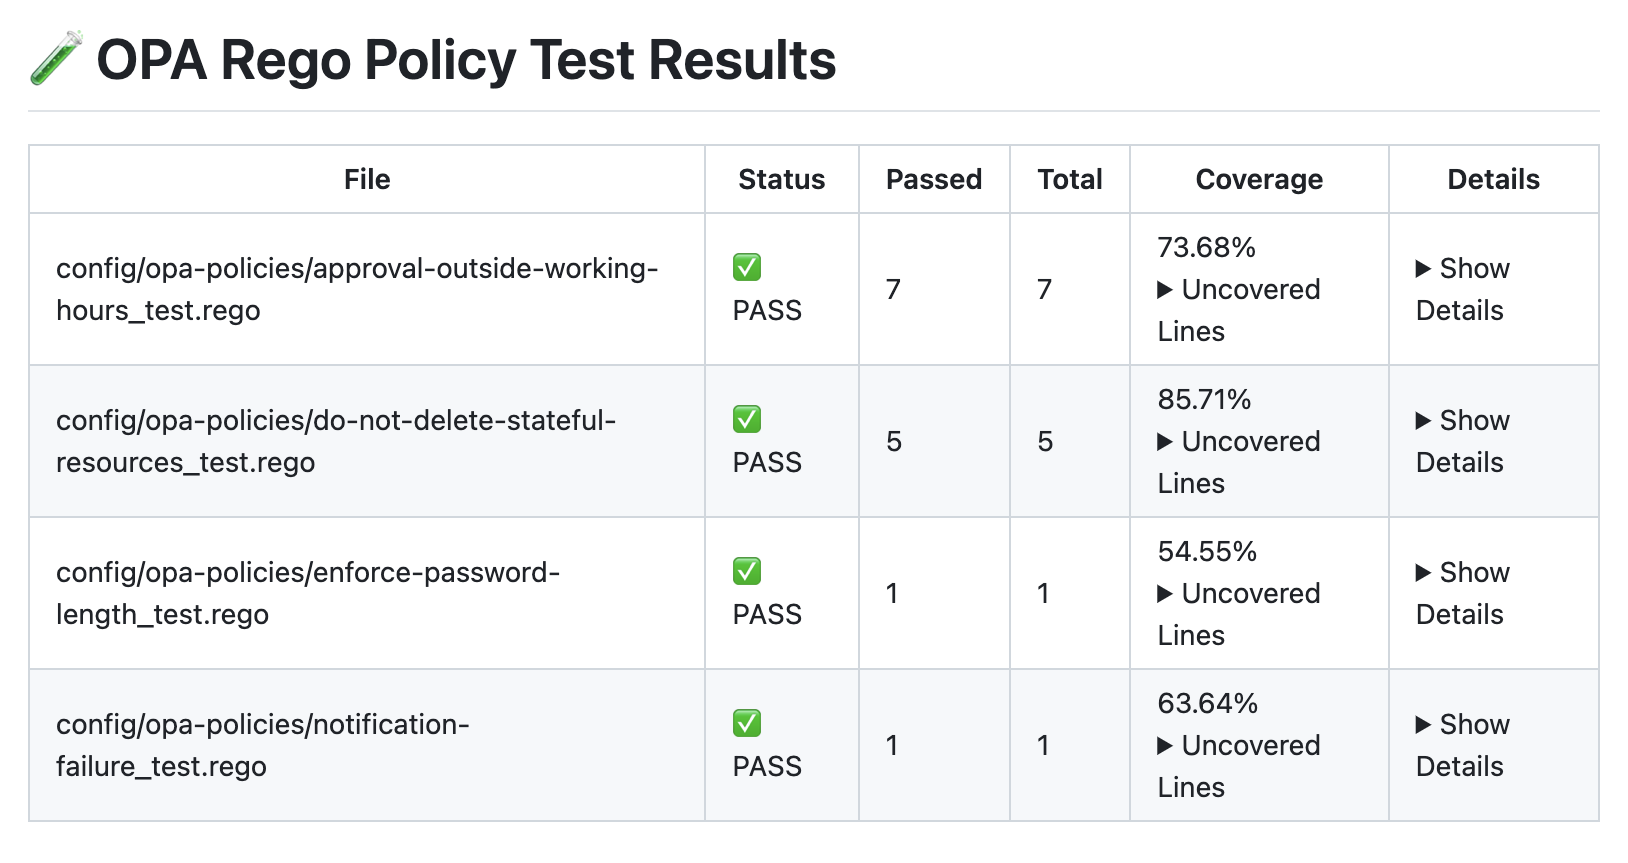 🧪 OPA Rego Policy Test Results
File Status Passed Total Coverage Details
config/opa-policies/approval-outside-working-
hours_test.rego
✅
PASS
7
7
73.68%
▶ Uncovered
Lines
▶ Show
Details
config/opa-policies/do-not-delete-stateful-
resources_test.rego
✅
PASS
5
5
85.71%
▶ Uncovered
Lines
▶ Show
Details
config/opa-policies/enforce-password-
length_test.rego
✅
PASS
1
1
54.55%
▶ Uncovered
Lines
▶ Show
Details
config/opa-policies/notification-
failure_test.rego
✅
PASS
1
1
63.64%
▶ Uncovered
Lines
▶ Show
Details